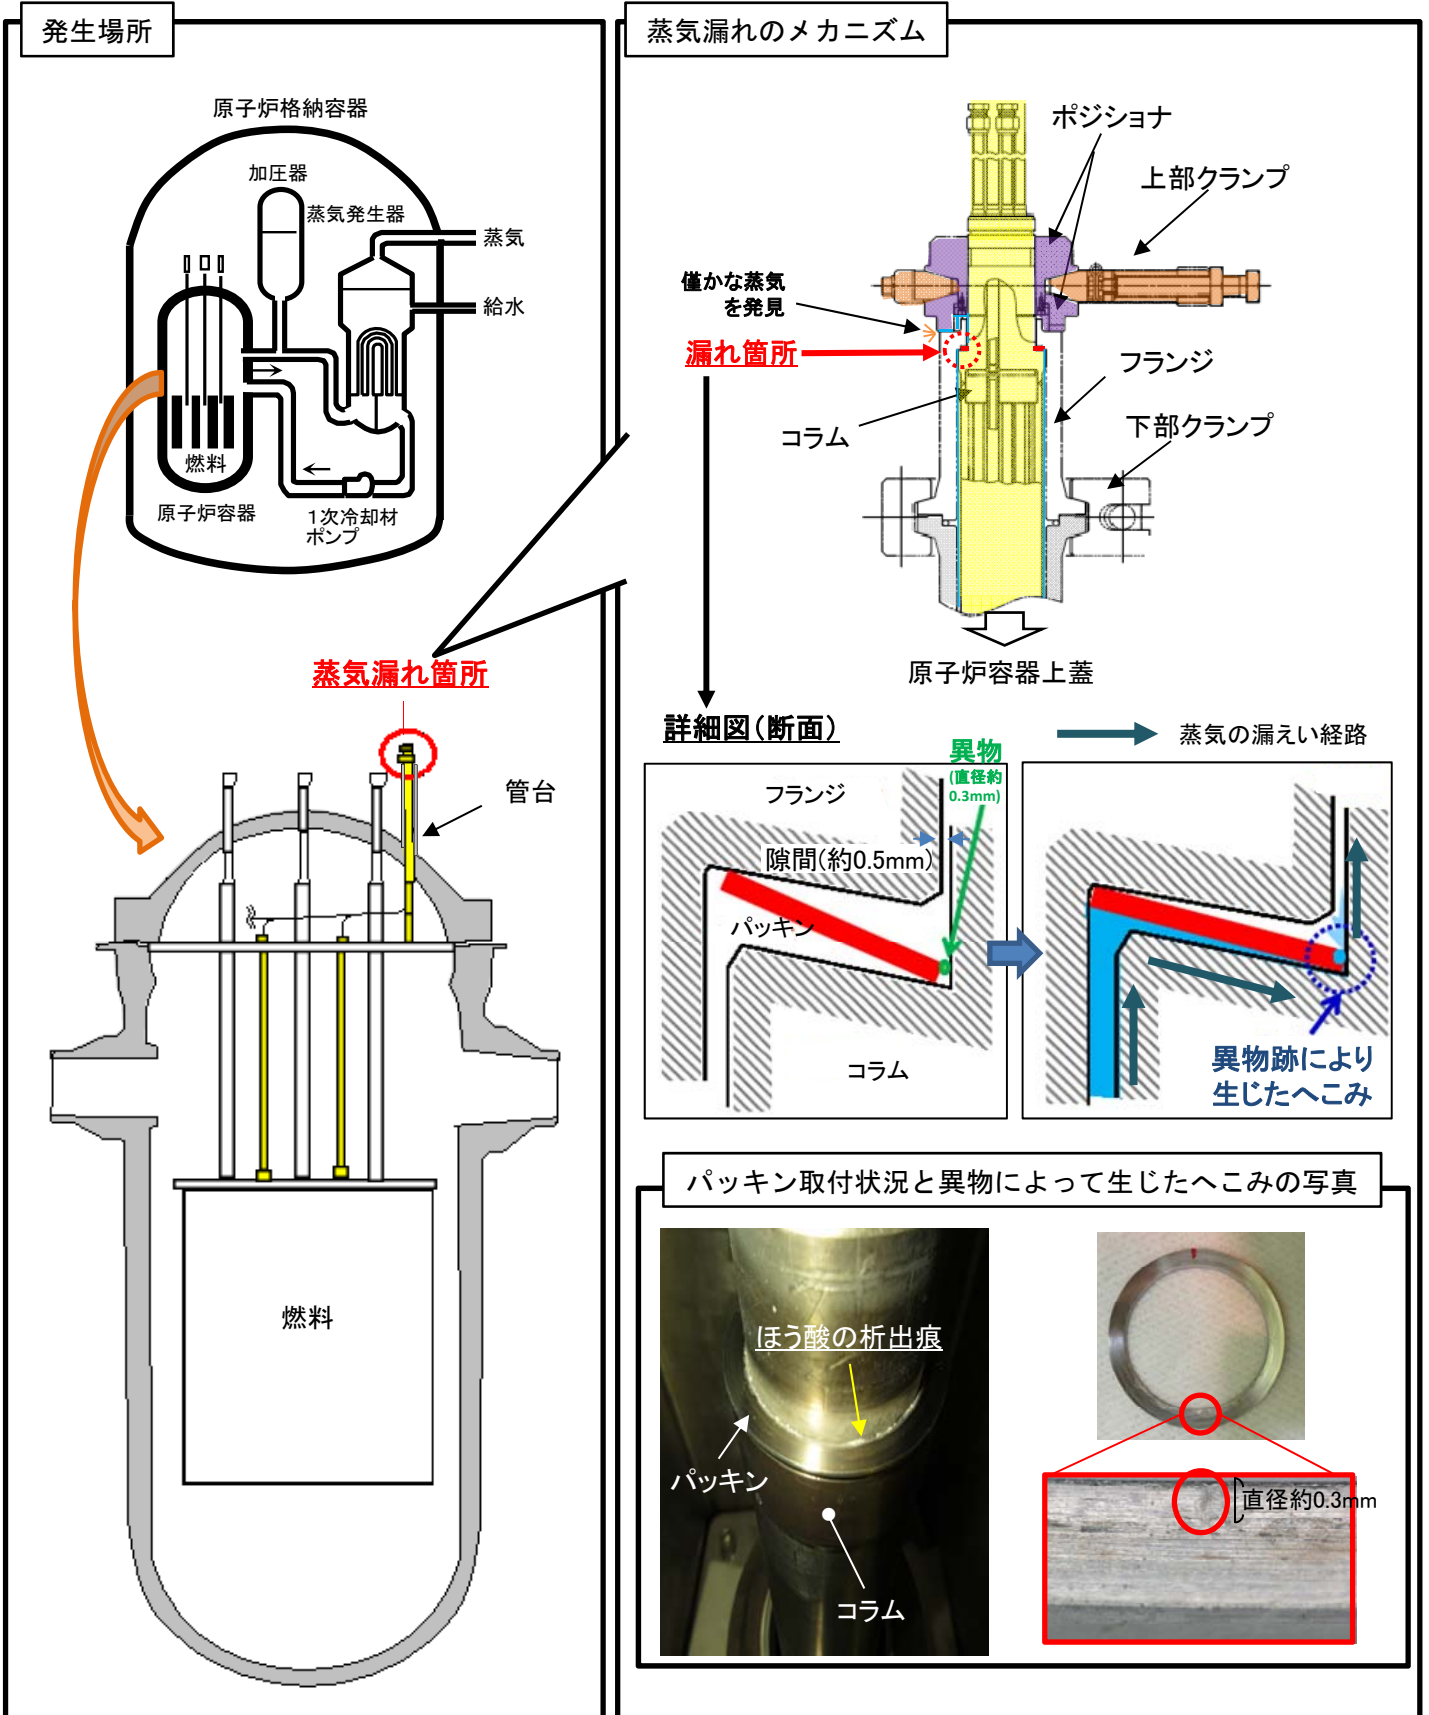 発生場所
原子炉格納容器
加圧器
蒸気発生器
蒸気
給水
燃料
原子炉容器
1次冷却材
ポンプ
蒸気漏れ箇所
管台
燃料
蒸気漏れのメカニズム
ポジショナ
上部クランプ
僅かな蒸気
を発見
漏れ箇所
フランジ
コラム
下部クランプ
原子炉容器上蓋
詳細図(断面)
蒸気の漏えい経路
異物
(直径約
0.3mm)
フランジ
隙間(約0.5mm)
パッキン
コラム
異物跡により
生じたへこみ
パッキン取付状況と異物によって生じたへこみの写真
ほう酸の析出痕
パッキン
コラム
直径約0.3mm